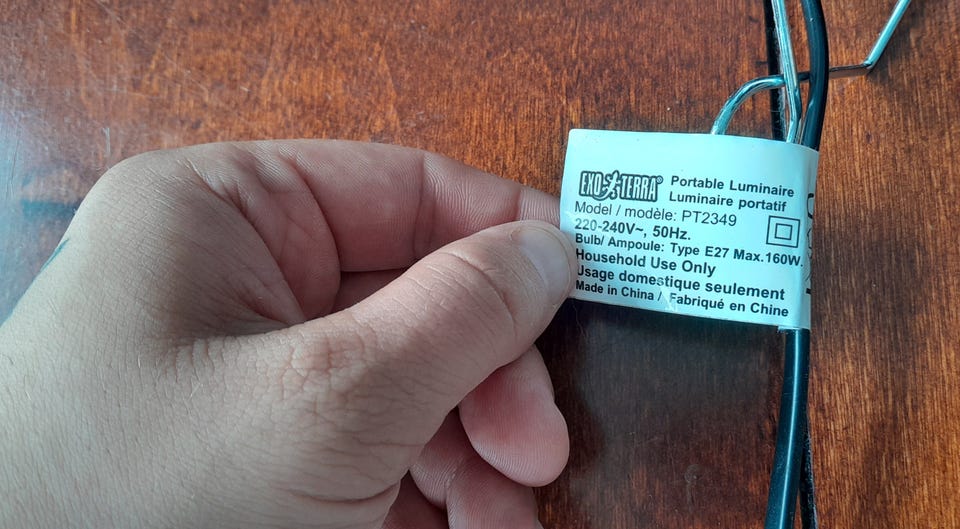 EXO TERRA® Portable Luminaire
Luminaire portatif
Model / modèle: PT2349
220-240V~, 50Hz.
Bulb/ Ampoule: Type E27 Max.160W.
Household Use Only
Usage domestique seulement
Made in China / Fabriqué en Chine